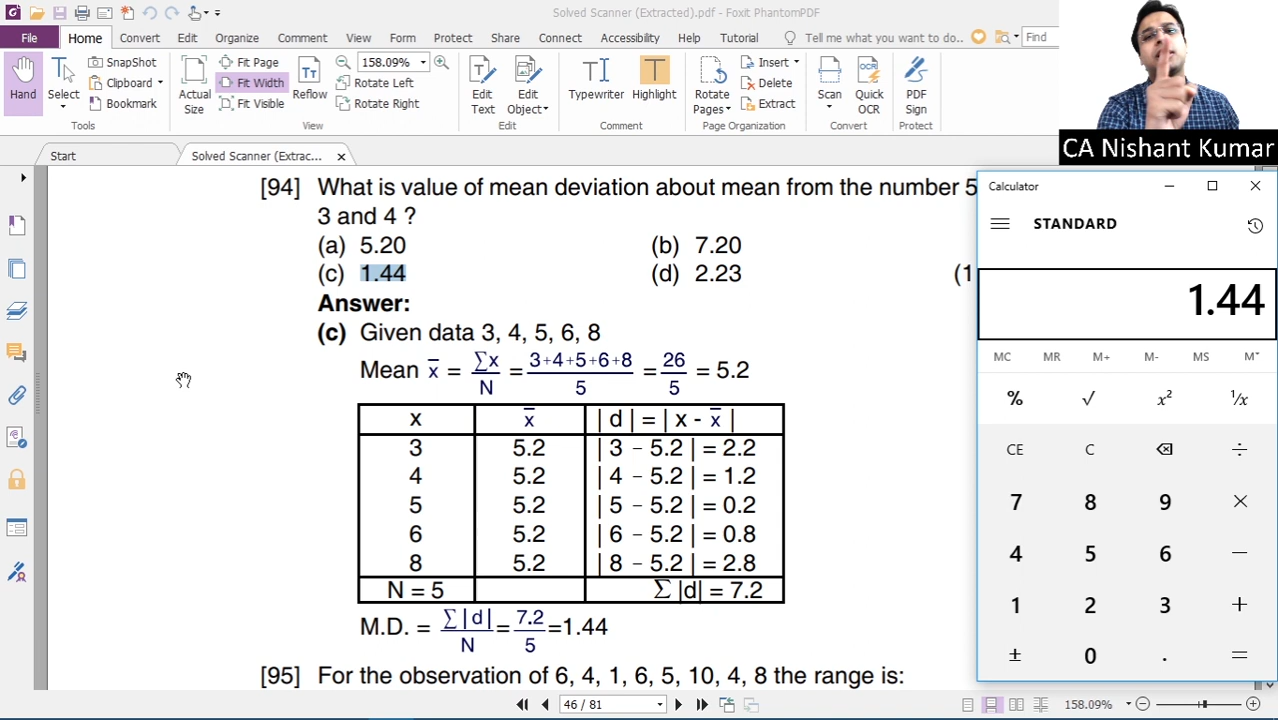 Solved Scanner (Extracted).pdf - Foxit PhantomPDF
File Home Convert Edit Organize Comment View Form Protect Share Connect Accessibility Help Tutorial Tell me what you want to do.. Find
Hand
Select
SnapShot
Clipboard
Bookmark
Tools
Actual Size
Fit Page
Fit Width
Fit Visible
Reflow
158.09%
Rotate Left
Rotate Right
View
Edit Text
Edit Object
Edit
Typewriter
Highlight
Comment
Rotate Pages
Insert
Delete
Extract
Page Organization
Scan
Quick OCR
Convert
PDF Sign
Protect
CA Nishant Kumar
Start
Solved Scanner (Extrac...
[94] What is value of mean deviation about mean from the number 5
3 and 4 ?
(a) 5.20 (b) 7.20
(c) 1.44 (d) 2.23 (1
Answer:
(c) Given data 3, 4, 5, 6, 8
Mean x̄ = ∑x/N = 3+4+5+6+8/5 = 26/5 = 5.2
x x̄ | d | = | x - x̄ |
3 5.2 | 3 - 5.2 | = 2.2
4 5.2 | 4 - 5.2 | = 1.2
5 5.2 | 5 - 5.2 | = 0.2
6 5.2 | 6 - 5.2 | = 0.8
8 5.2 | 8 - 5.2 | = 2.8
N = 5 ∑ |d| = 7.2
M.D. = ∑|d|/N = 7.2/5 =1.44
[95] For the observation of 6, 4, 1, 6, 5, 10, 4, 8 the range is:
46 / 81
158.09%
Calculator
STANDARD
1.44
MC MR M+ M- MS M˅
% √ x² ¹/x
CE C ÷
7 8 9 ×
4 5 6 −
1 2 3 +
± 0 . =